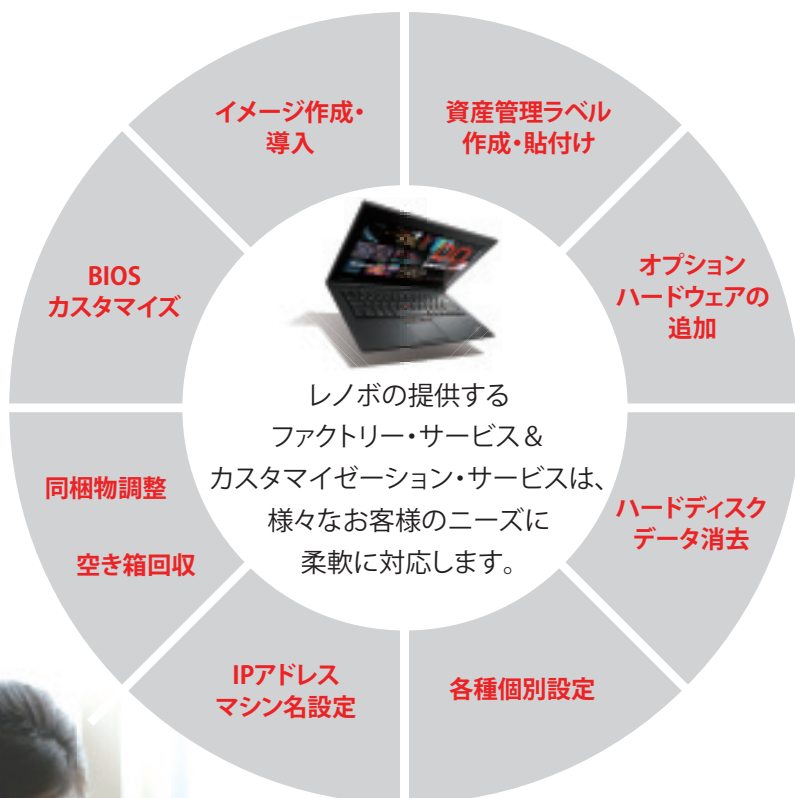 イメージ作成・
導入
資産管理ラベル
作成・貼付け
オプション
ハードウェアの
追加
ハードディスク
データ消去
各種個別設定
IPアドレス
マシン名設定
同梱物調整
空き箱回収
BIOS
カスタマイズ
レノボの提供する
ファクトリー・サービス＆
カスタマイゼーション・サービスは、
様々なお客様のニーズに
柔軟に対応します。